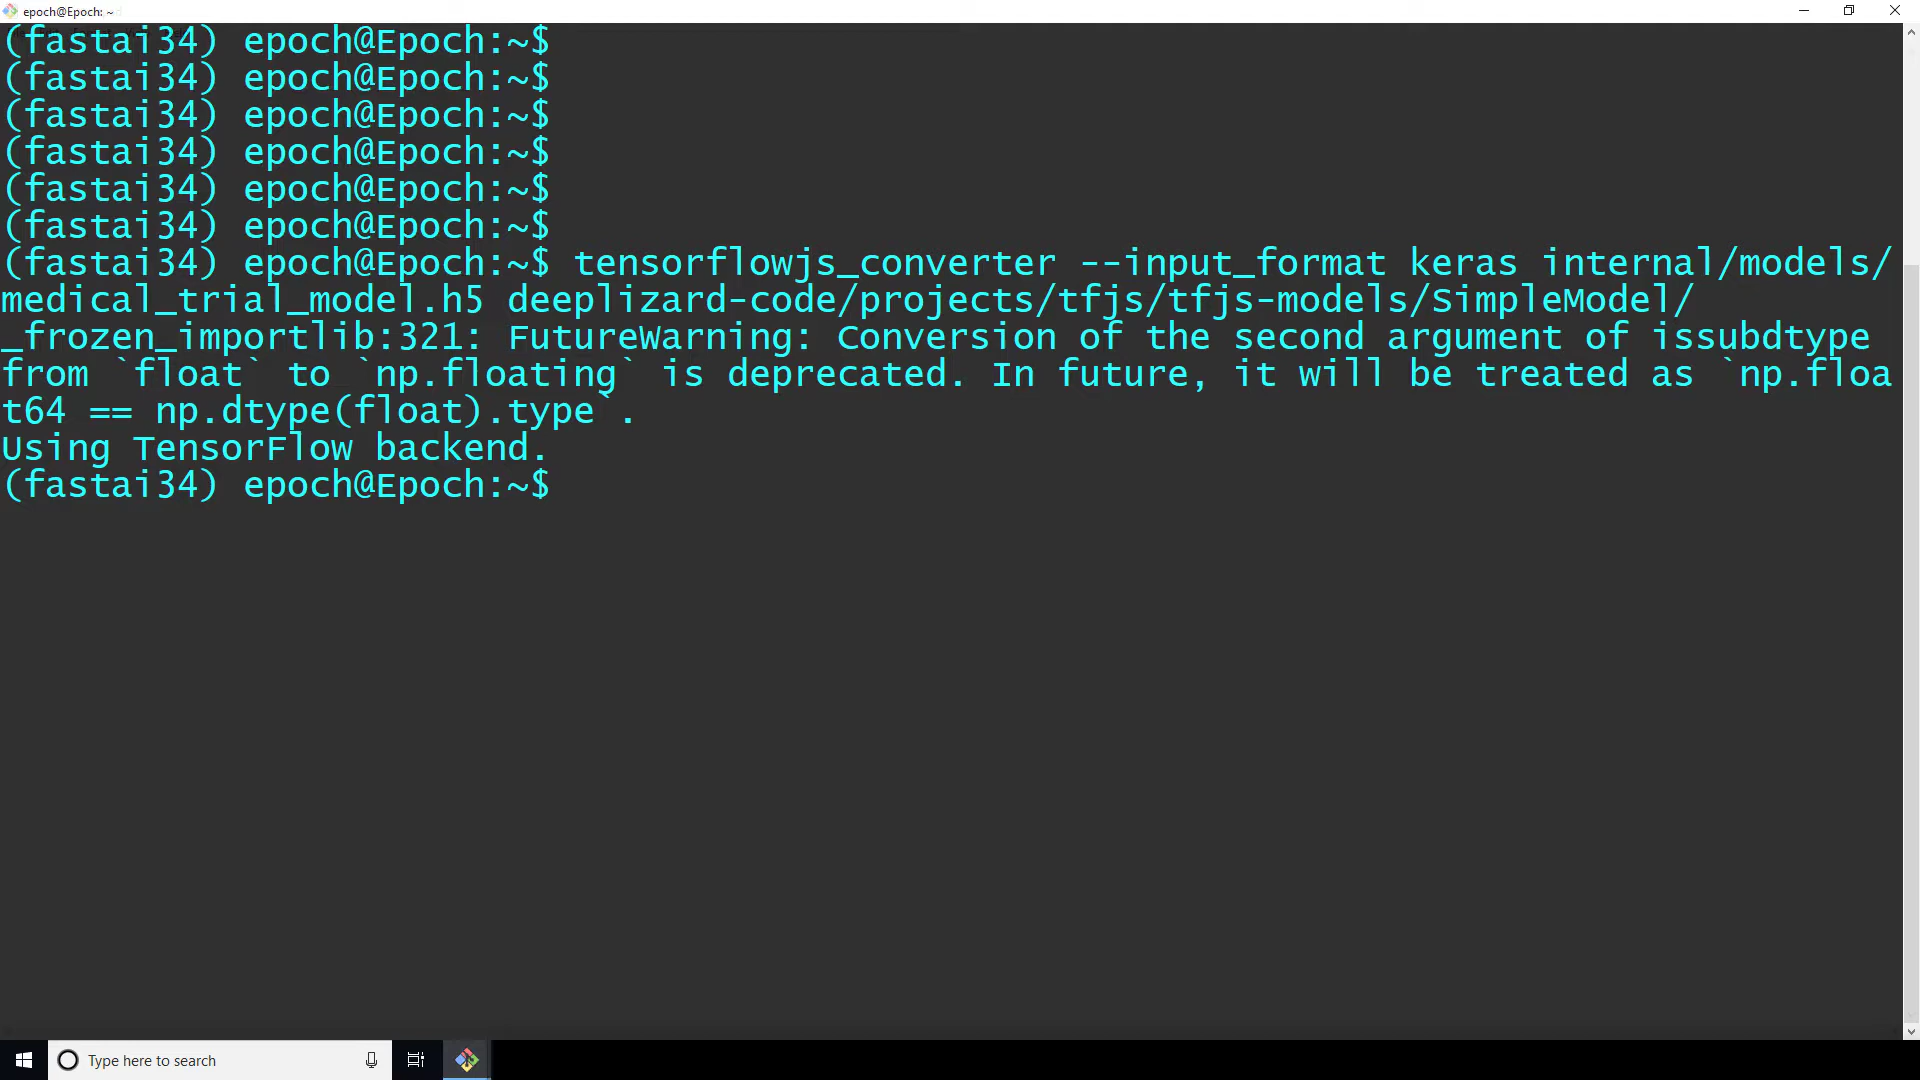 epoch@Epoch: ~
(fastai34) epoch@Epoch:~$
(fastai34) epoch@Epoch:~$
(fastai34) epoch@Epoch:~$
(fastai34) epoch@Epoch:~$
(fastai34) epoch@Epoch:~$
(fastai34) epoch@Epoch:~$
(fastai34) epoch@Epoch:~$ tensorflowjs_converter --input_format keras internal/models/
medical_trial_model.h5 deeplizard-code/projects/tfjs/tfjs-models/SimpleModel/
_frozen_importlib:321: FutureWarning: Conversion of the second argument of issubdtype
from `float` to `np.floating` is deprecated. In future, it will be treated as `np.floa
t64 == np.dtype(float).type`.
Using TensorFlow backend.
(fastai34) epoch@Epoch:~$
Type here to search